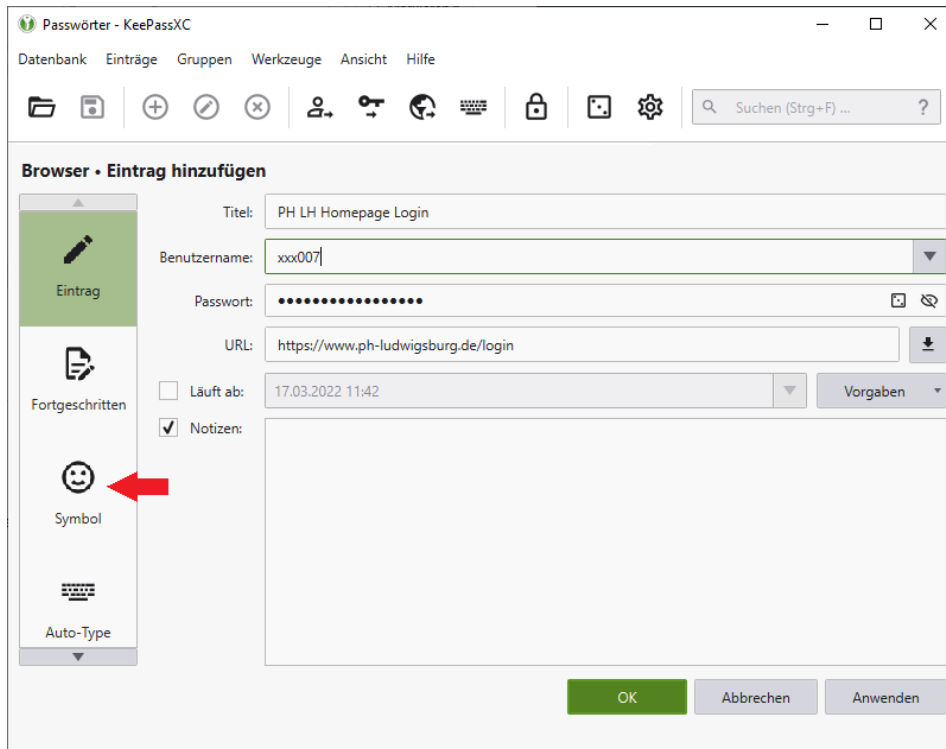 Passwörter - KeePassXC
Datenbank Einträge Gruppen Werkzeuge Ansicht Hilfe
Suchen (Strg+F) ... ?
Browser • Eintrag hinzufügen
Titel: PH LH Homepage Login
Benutzername: xxx007
Passwort: •••••••••••••••••
URL: https://www.ph-ludwigsburg.de/login
Läuft ab: 17.03.2022 11:42 Vorgaben
Notizen:
Eintrag
Fortgeschritten
Symbol
Auto-Type
OK Abbrechen Anwenden